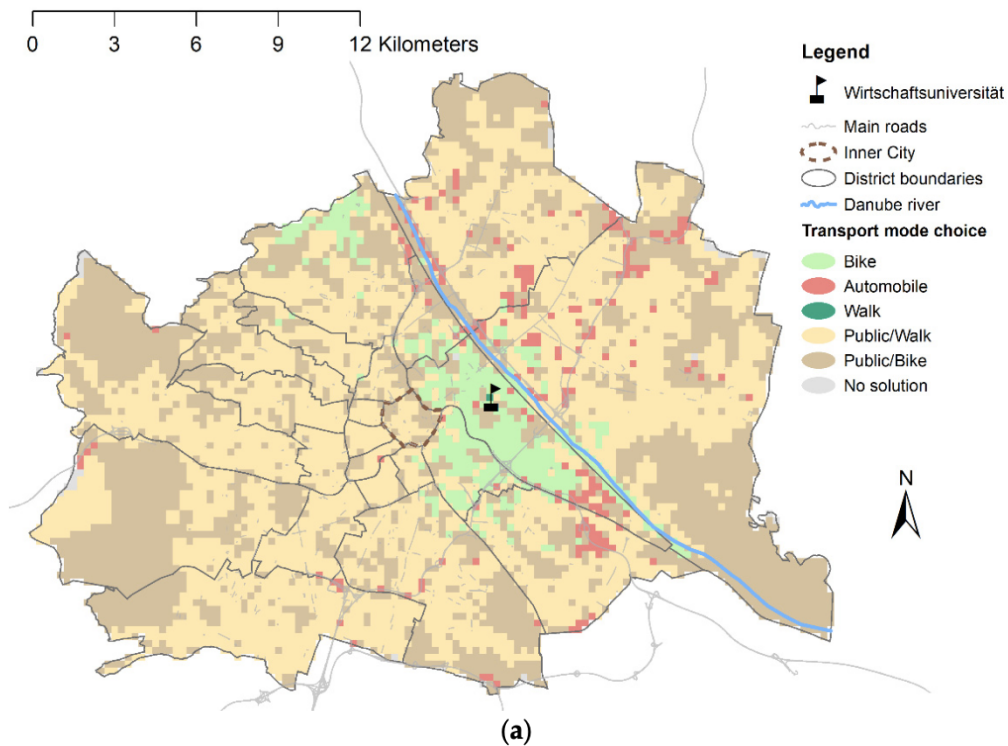 0 3 6 9 12 Kilometers
Legend
Wirtschaftsuniversität
Main roads
Inner City
District boundaries
Danube river
Transport mode choice
Bike
Automobile
Walk
Public/Walk
Public/Bike
No solution
N
(a)